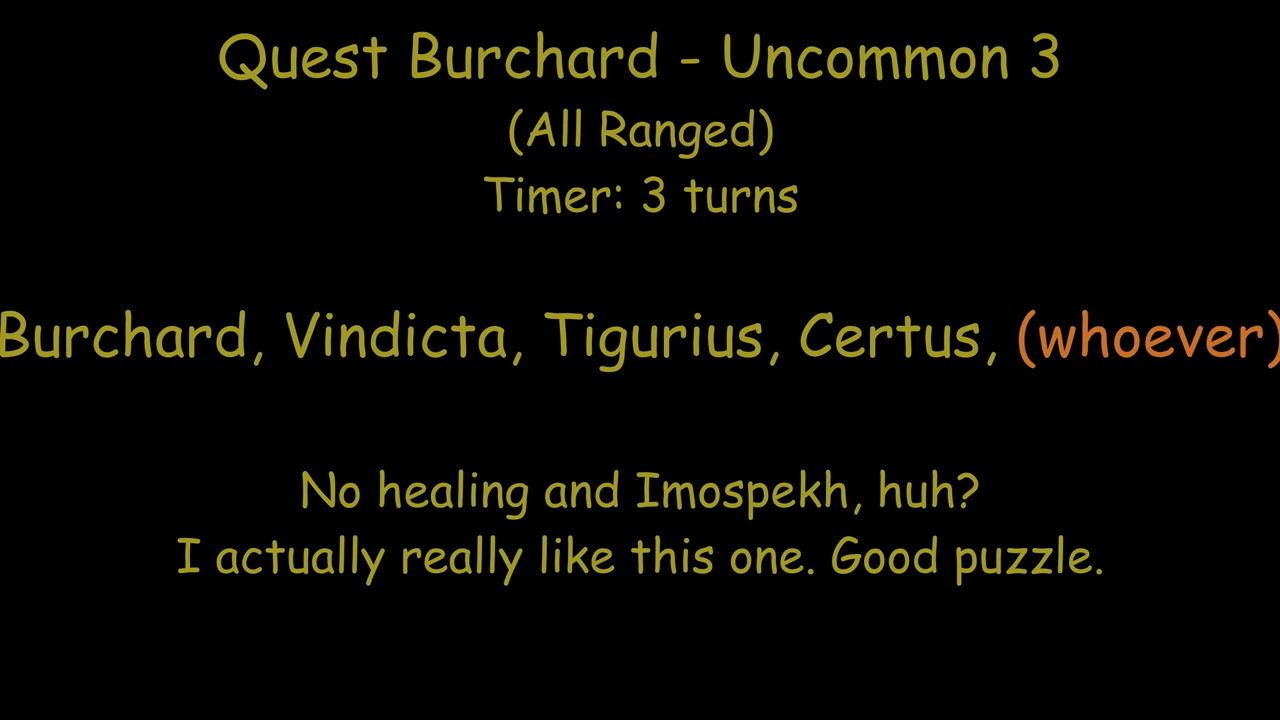 Quest Burchard - Uncommon 3
(All Ranged)
Timer: 3 turns
Burchard, Vindicta, Tigurius, Certus, (whoever)
No healing and Imospekh, huh?
I actually really like this one. Good puzzle.